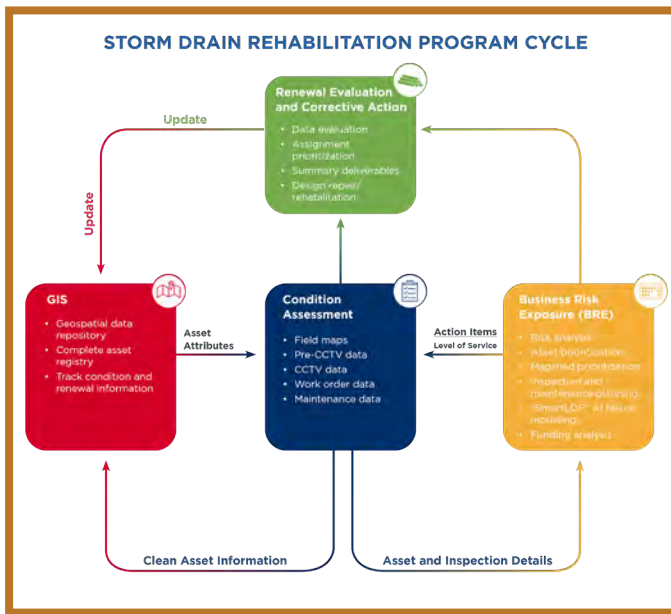 STORM DRAIN REHABILITATION PROGRAM CYCLE
Renewal Evaluation
and Corrective Action
• Data evaluation
• Assignment
prioritization
• Summary deliverables
• Design repair/
rehabilitation
Update
Update
GIS
• Geospatial data
repository
• Complete asset
registry
• Track condition and
renewal information
Asset
Attributes
Condition
Assessment
• Field maps
• Pre-CCTV data
• CCTV data
• Work order data
• Maintenance data
Action Items
Level of Service
Business Risk
Exposure (BRE)
• Risk analysis
• Asset prioritization
• Mapped prioritization
• Inspection and
maintenance planning
"SmartLOF" AI failure
modeling
• Funding analysis
Clean Asset Information
Asset and Inspection Details